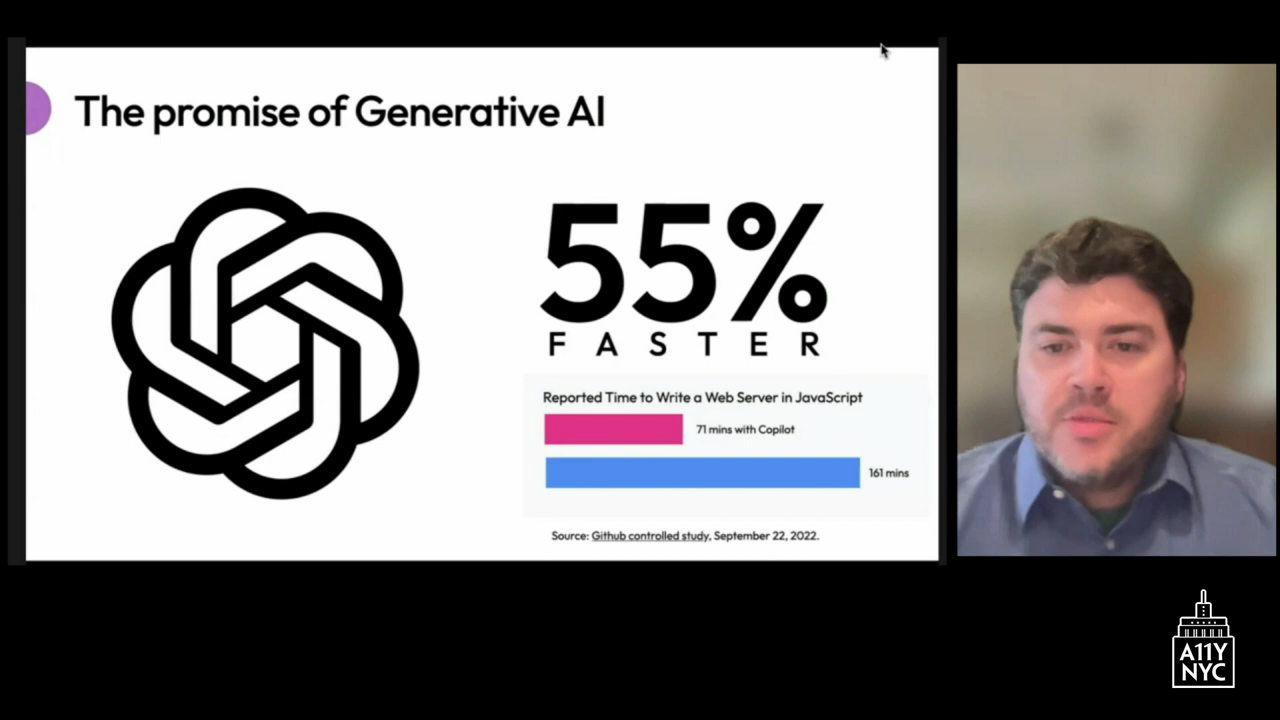 The promise of Generative AI
55%
FASTER
Reported Time to Write a Web Server in JavaScript
71 mins with Copilot
161 mins
Source: Github controlled study, September 22, 2022.
A11Y
NYC